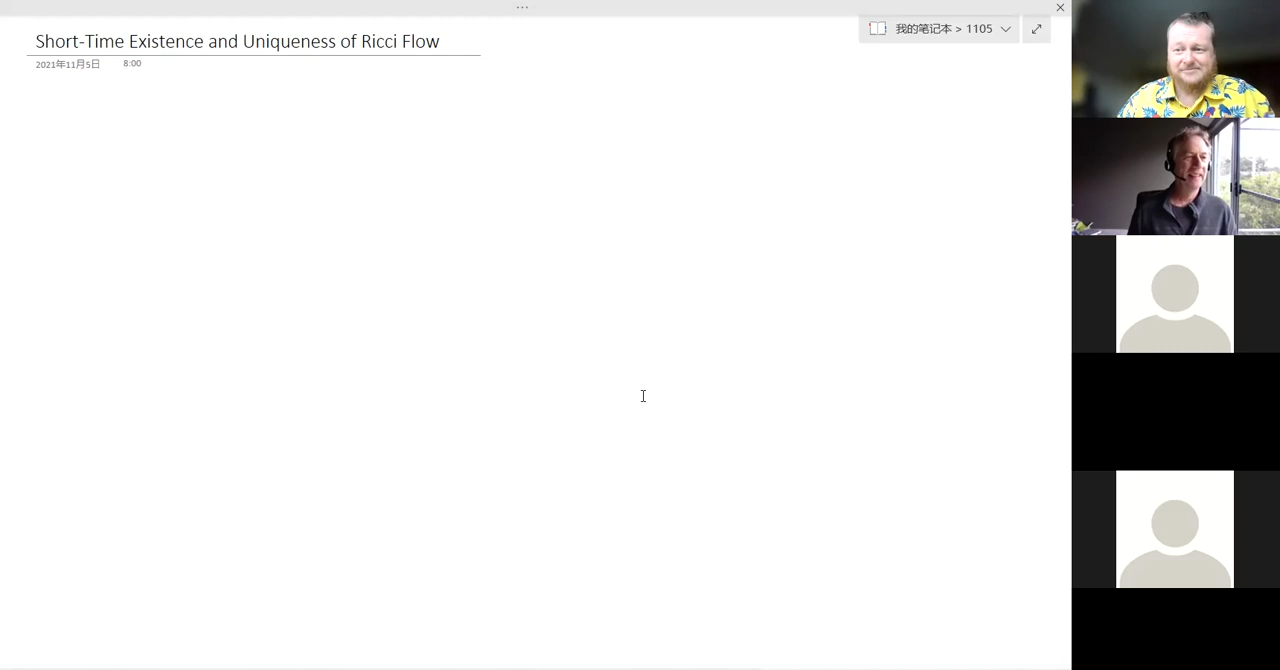 Short-Time Existence and Uniqueness of Ricci Flow
2021年11月5日 8:00
我的笔记本 > 1105